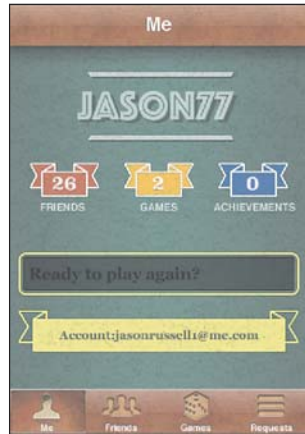 Me
JASON77
26 2 0
FRIENDS GAMES ACHIEVEMENTS
Ready to play again?
Account:jasonrussell1@me.com
Me Friends Games Requests